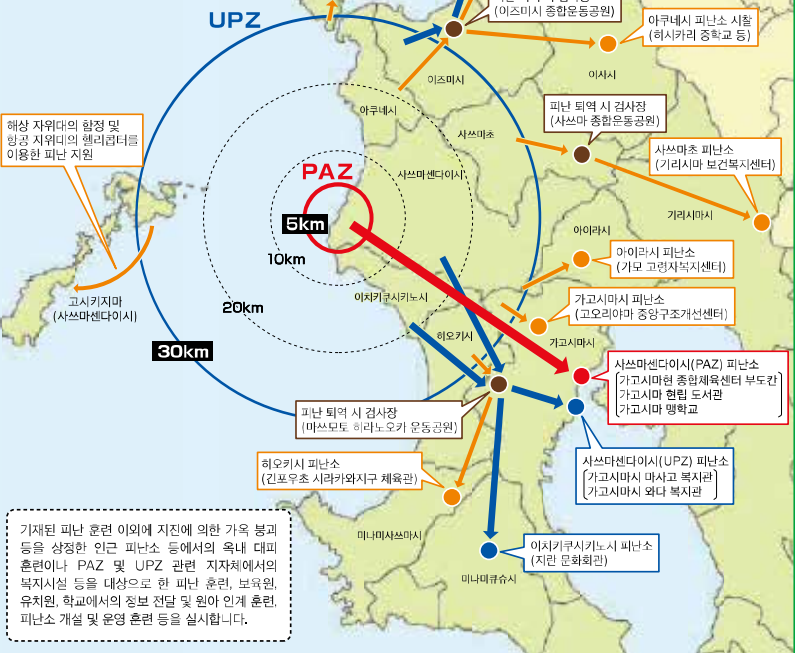 (이즈미시 종합운동공원)
UPZ
아쿠네시 피난소 시찰
(히시카리 중학교 등)
이즈미시
이사시
아쿠네시
피난 퇴역 시 검사장
(사쓰마 종합운동공원)
해상 자위대의 함정 및
항공 자위대의 헬리콥터를
이용한 피난 지원
사쓰마초
사쓰마초 피난소
(기리시마 보건복지센터)
PAZ
사쓰마센다이시
기리시마시
5km
아이라시
10km
아이라시 피난소
(가모 고령자복지센터)
고시키지마
(사쓰마센다이시)
이치키쿠시키노시
20km
가고시마시 피난소
(고오리야마 중앙구조개선센터)
히오키시
가고시마시
30km
사쓰마센다이시(PAZ) 피난소
가고시마현 종합체육센터 부도칸
가고시마 현립 도서관
가고시마 맹학교
피난 퇴역 시 검사장
(마쓰모토 히라노오카 운동공원)
사쓰마센다이시(UPZ) 피난소
가고시마시 마사고 복지관
가고시마시 와다 복지관
히오키시 피난소
(긴포우초 시라카와지구 체육관)
기재된 피난 훈련 이외에 지진에 의한 가옥 붕괴
등을 상정한 인근 피난소 등에서의 옥내 대피
훈련이나 PAZ 및 UPZ 관련 지자체에서의
복지시설 등을 대상으로 한 피난 훈련, 보육원,
유치원, 학교에서의 정보 전달 및 원아 인계 훈련,
피난소 개설 및 운영 훈련 등을 실시합니다.
미나미사쓰마시
이치키쿠시키노시 피난소
(지란 문화회관)
미나미큐슈시